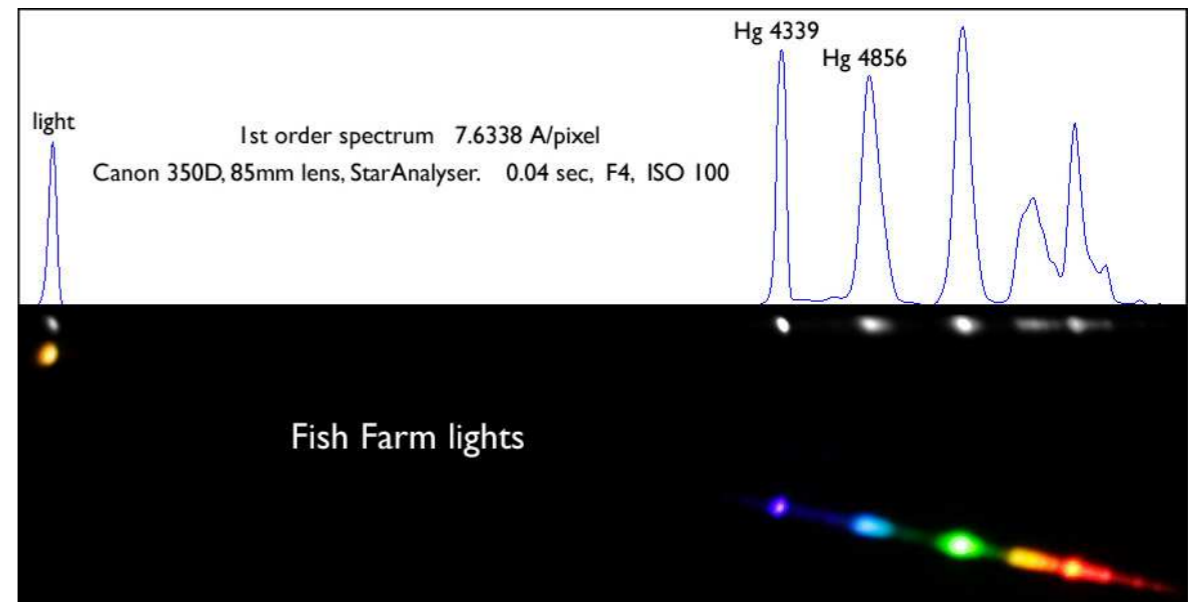 Hg 4339
Hg 4856
light
1st order spectrum 7.6338 A/pixel
Canon 350D, 85mm lens, StarAnalyser. 0.04 sec, F4, ISO 100
Fish Farm lights